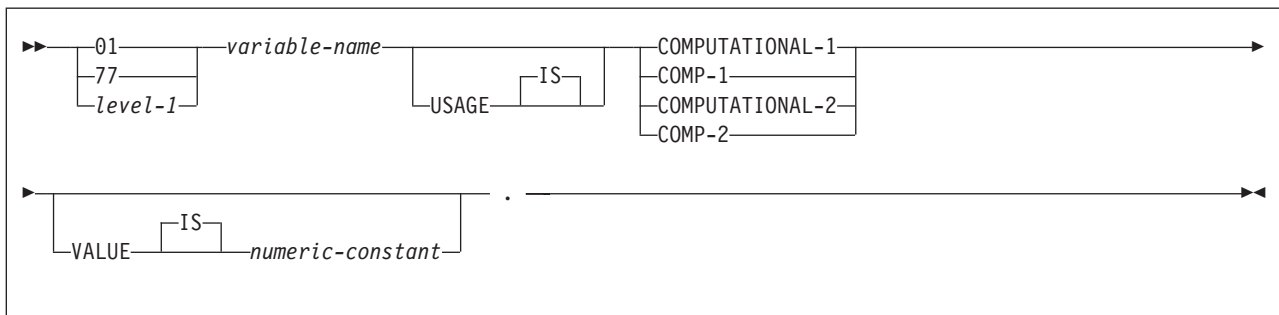 01 variable-name COMPUTATIONAL-1
77 IS COMP-1
level-1 USAGE COMPUTATIONAL-2
COMP-2
.
IS
VALUE numeric-constant